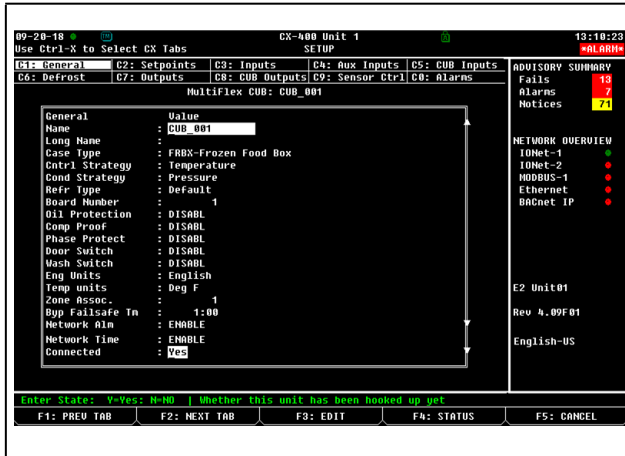 09-20-18 CX-400 Unit 1 13:10:23
Use Ctrl-X to Select CX Tabs SETUP *ALARM*
C1: General C2: Setpoints C3: Inputs C4: Aux Inputs C5: CUB Inputs
C6: Defrost C7: Outputs C8: CUB Outputs C9: Sensor Ctrl C0: Alarms
MultiFlex CUB: CUB_001
General Value
Name : CUB_001
Long Name :
Case Type : FRBX-Frozen Food Box
Cntrl Strategy : Temperature
Cond Strategy : Pressure
Refr Type : Default
Board Number : 1
Oil Protection : DISABL
Comp Proof : DISABL
Phase Protect : DISABL
Door Switch : DISABL
Wash Switch : DISABL
Eng Units : English
Temp units : Deg F
Zone Assoc. : 1
Byp Failsafe Tm : 1:00
Network Alm : ENABLE
Network Time : ENABLE
Connected : Yes
ADVISORY SUMMARY
Fails 13
Alarms 7
Notices 71
NETWORK OVERVIEW
IONet-1
IONet-2
MODBUS-1
Ethernet
BACnet IP
E2 Unit01
Rev 4.09F01
English-US
Enter State: Y=Yes: N=NO | Whether this unit has been hooked up yet
F1: PREV TAB F2: NEXT TAB F3: EDIT F4: STATUS F5: CANCEL